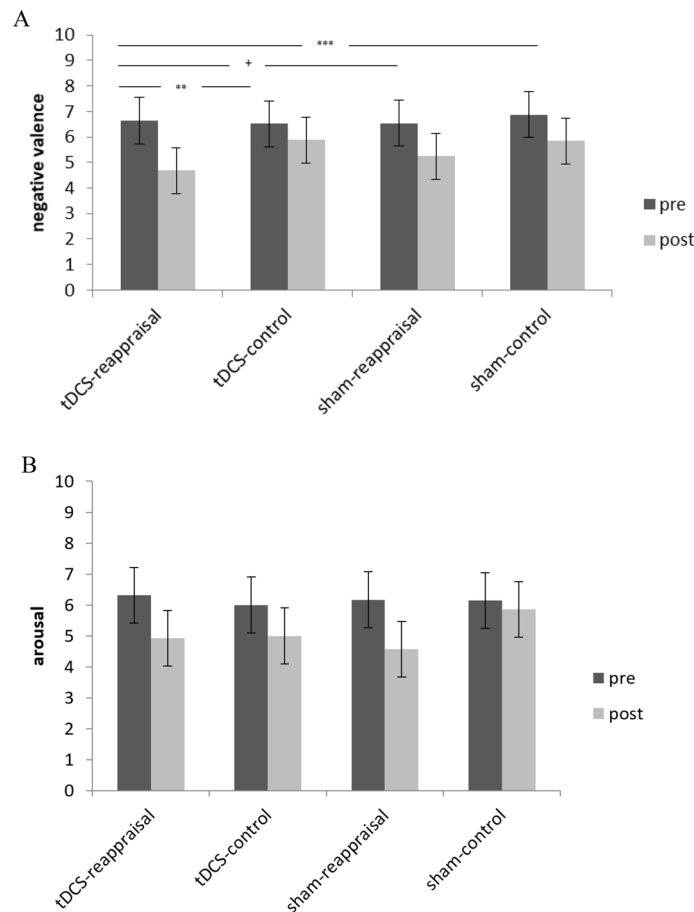 A
10
9
8
7
6
5
4
3
2
1
0
negative valence
***
+
**
pre
post
tDCS-reappraisal
tDCS-control
sham-reappraisal
sham-control
B
10
9
8
7
6
5
4
3
2
1
0
arousal
pre
post
tDCS-reappraisal
tDCS-control
sham-reappraisal
sham-control